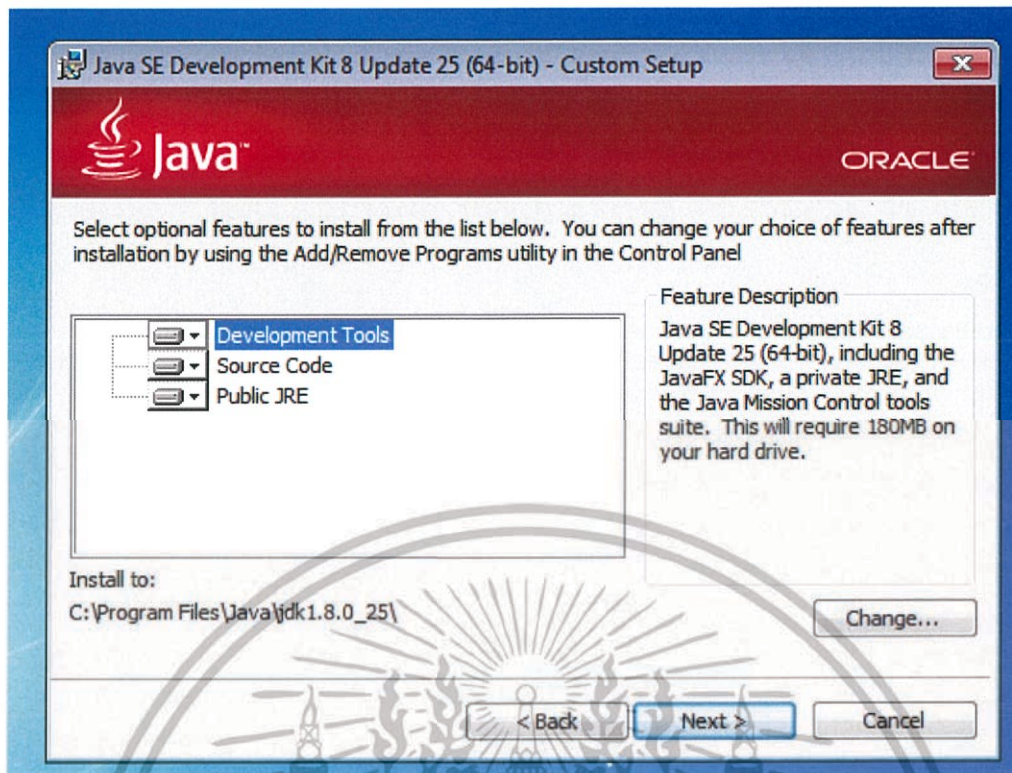 Java SE Development Kit 8 Update 25 (64-bit) - Custom Setup
Java™
ORACLE
Select optional features to install from the list below. You can change your choice of features after
installation by using the Add/Remove Programs utility in the Control Panel
Development Tools
Source Code
Public JRE
Feature Description
Java SE Development Kit 8
Update 25 (64-bit), including the
JavaFX SDK, a private JRE, and
the Java Mission Control tools
suite. This will require 180MB on
your hard drive.
Install to:
C:\Program Files\Java\jdk1.8.0_25\
Change...
< Back
Next >
Cancel